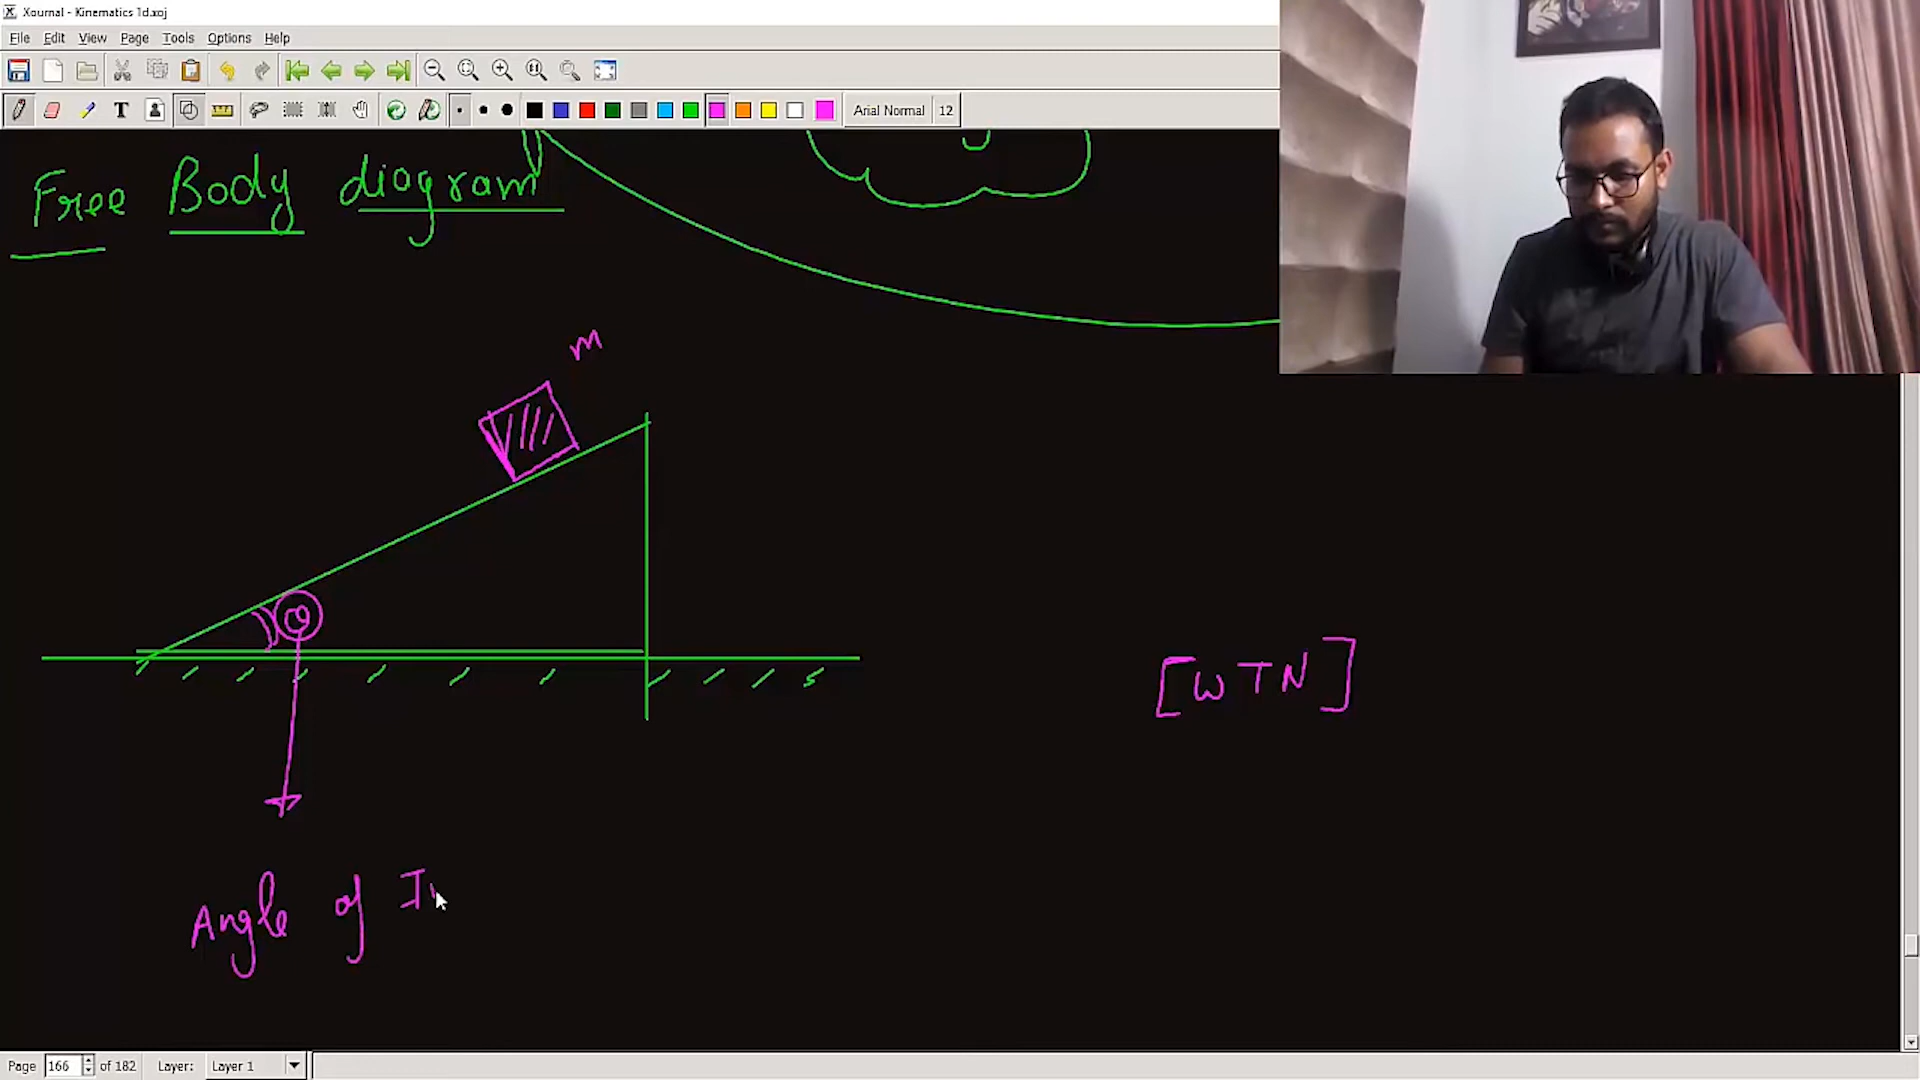 Xournal - Kinematics 1d.xoj
File Edit View Page Tools Options Help
T Arial Normal 12
Free Body diagram
m
[WTN]
Angle of
Page 166 of 182 Layer: Layer 1